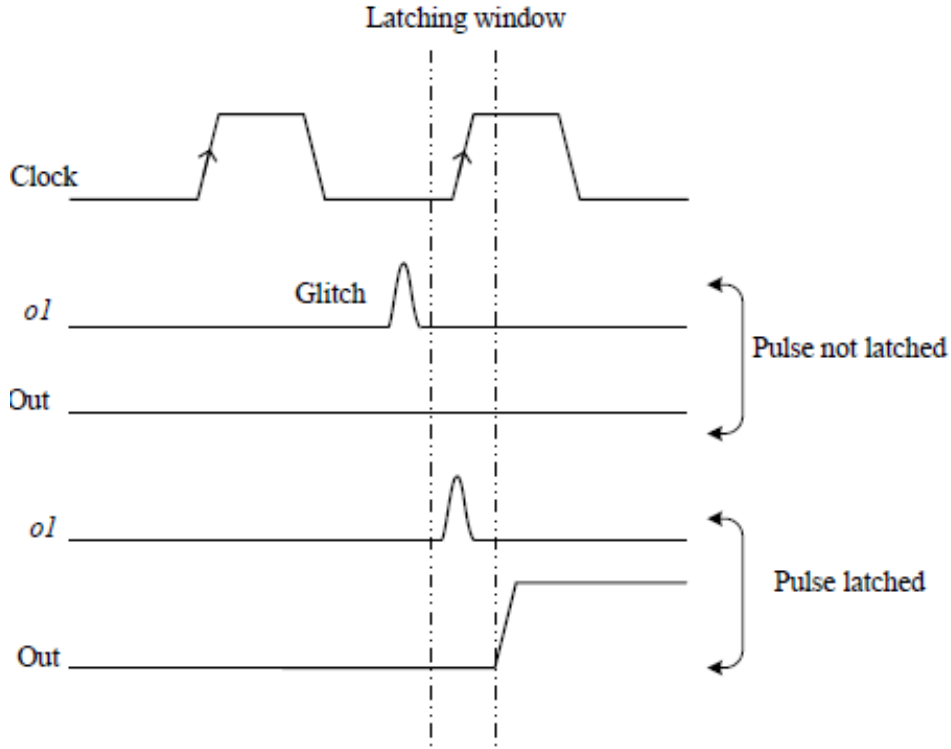 Latching window
Clock
Glitch
o1
Pulse not latched
Out
o1
Pulse latched
Out